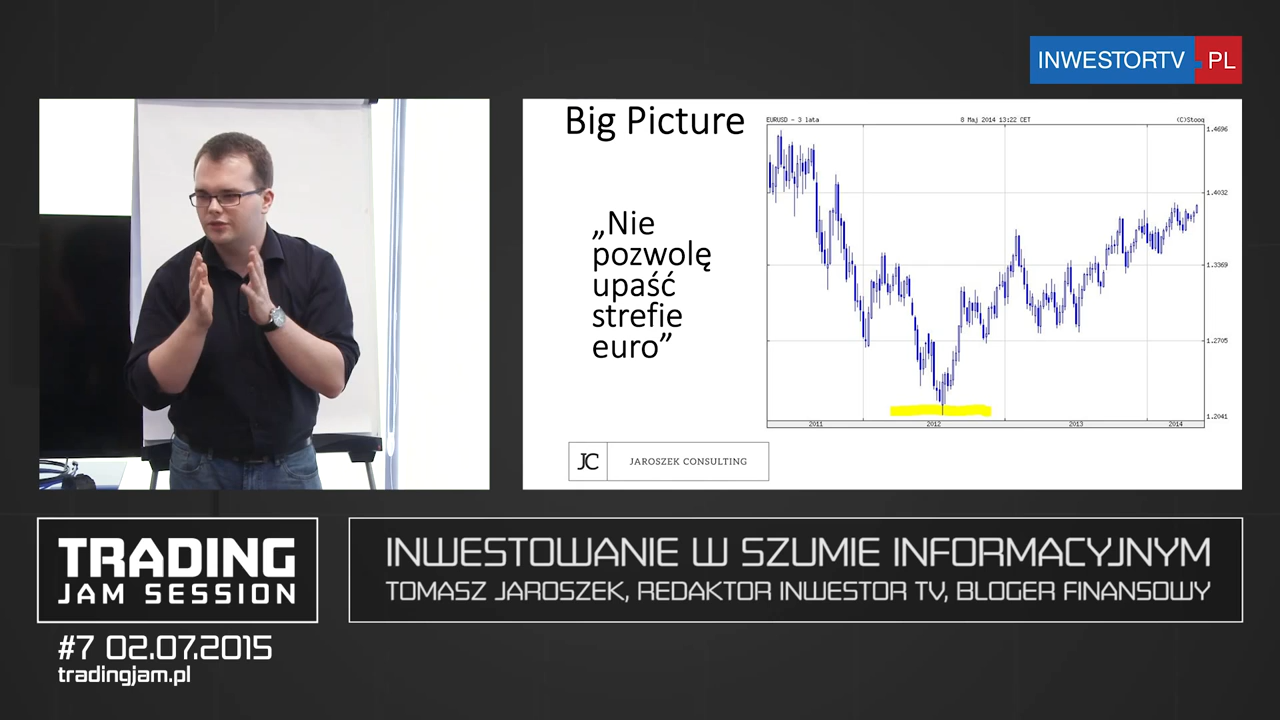 INWESTORTV.PL
Big Picture
EURUSD - 3 lata
8 Maj 2014 13:22 CET
(C)Stooq
1.4696
1.4032
1.3369
1.2705
1.2041
2011
2012
2013
2014
„Nie
pozwolę
upaść
strefie
euro”
JC
JAROSZEK CONSULTING
TRADING
JAM SESSION
#7 02.07.2015
tradingjam.pl
INWESTOWANIE W SZUMIE INFORMACYJNYM
TOMASZ JAROSZEK, REDAKTOR INWESTOR TV, BLOGER FINANSOWY